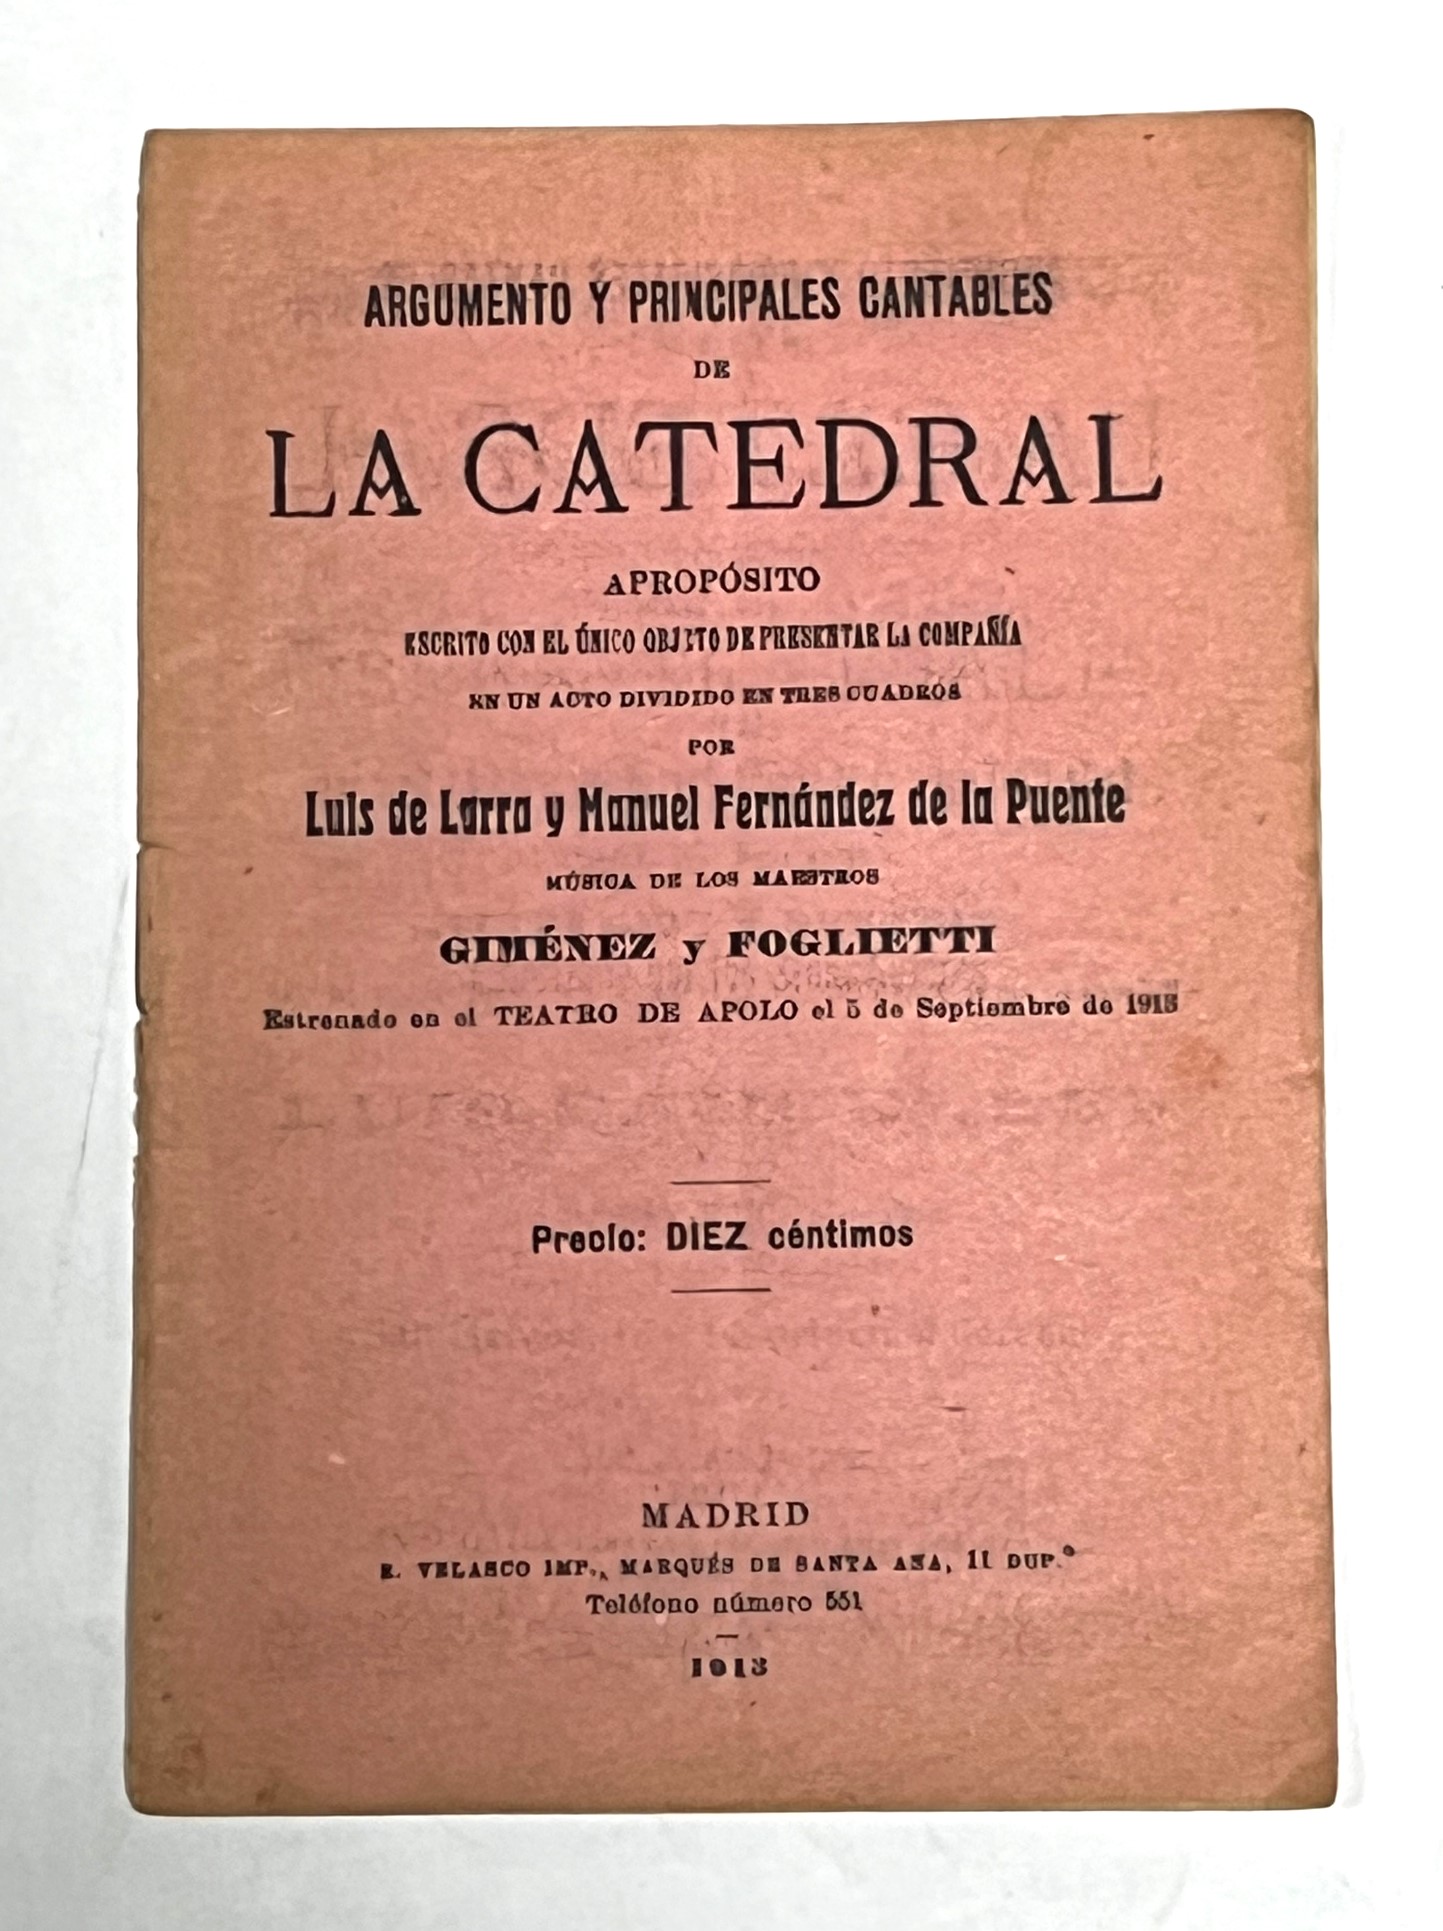 ARGUMENTO Y PRINCIPALES CANTABLES
DE
LA CATEDRAL
APROPÓSITO
ESCRITO CON EL ÚNICO OBJETO DE PRESENTAR LA COMPAÑÍA
EN UN ACTO DIVIDIDO EN TRES CUADROS
POR
Luis de Larra y Manuel Fernández de la Puente
MÚSICA DE LOS MAESTROS
GIMÉNEZ y FOGLIETTI
Estrenado en el TEATRO DE APOLO el 5 de Septiembre de 1913
Precio: DIEZ céntimos
MADRID
R. VELASCO IMP., MARQUÉS DE SANTA ANA, 11 DUP.º
Teléfono número 551
1913